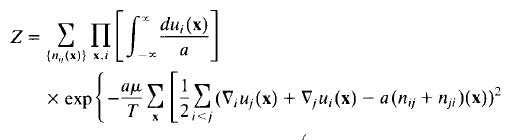 Z = \sum_{\{n_{ij}(\mathbf{x})\}} \prod_{\mathbf{x},i} \left[ \int_{-\infty}^{\infty} \frac{du_i(\mathbf{x})}{a} \right]
\times \exp \left\{ -\frac{a\mu}{T} \sum_{\mathbf{x}} \left[ \frac{1}{2} \sum_{i<j} (\nabla_i u_j(\mathbf{x}) + \nabla_j u_i(\mathbf{x}) - a(n_{ij} + n_{ji})(\mathbf{x}))^2